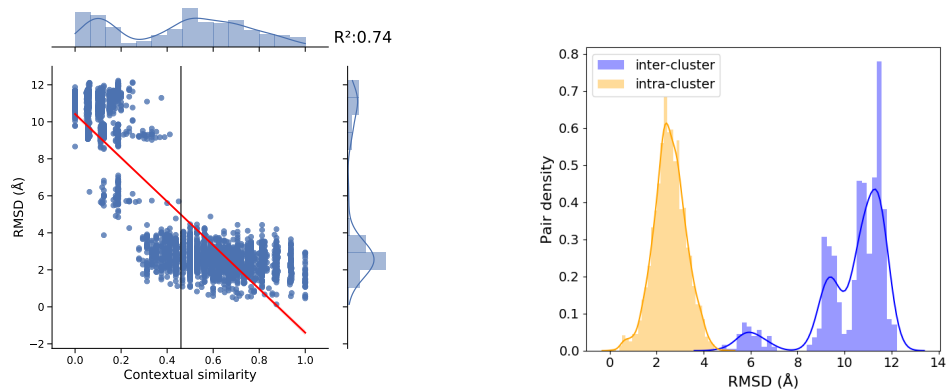 R²:0.74
12
10
8
6
4
2
0
−2
RMSD (Å)
0.0 0.2 0.4 0.6 0.8 1.0
Contextual similarity
inter-cluster
intra-cluster
0.8
0.7
0.6
0.5
0.4
0.3
0.2
0.1
0.0
Pair density
0 2 4 6 8 10 12 14
RMSD (Å)